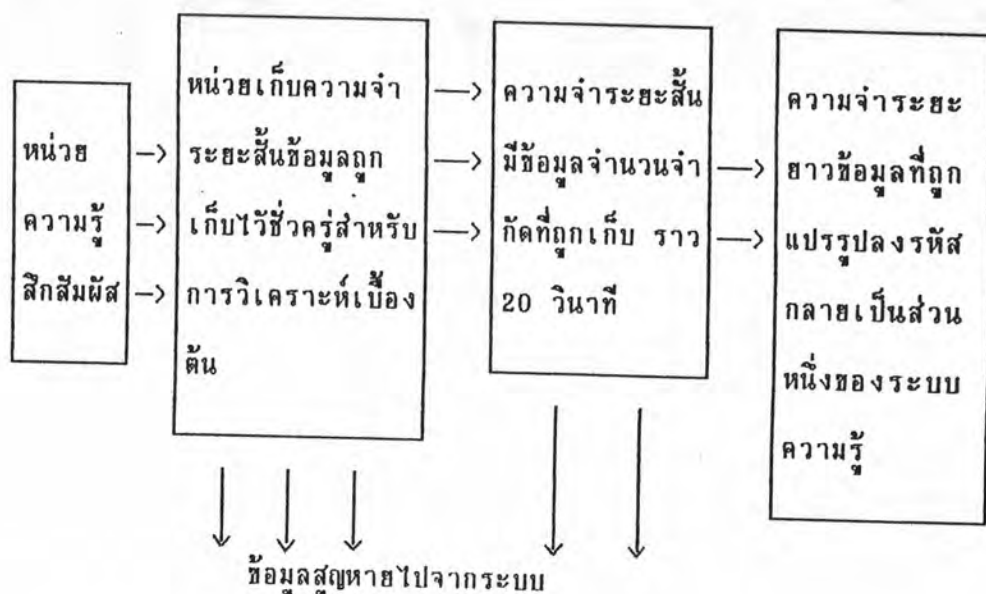 หน่วย
ความรู้
สึกสัมผัส
หน่วยเก็บความจำ
ระยะสั้นข้อมูลถูก
เก็บไว้ชั่วครู่สำหรับ
การวิเคราะห์เบื้อง
ต้น
ความจำระยะสั้น
มีข้อมูลจำนวนจำ
กัดที่ถูกเก็บ ราว
20 วินาที
ความจำระยะ
ยาวข้อมูลที่ถูก
แปรรูปลงรหัส
กลายเป็นส่วน
หนึ่งของระบบ
ความรู้
ข้อมูลสูญหายไปจากระบบ